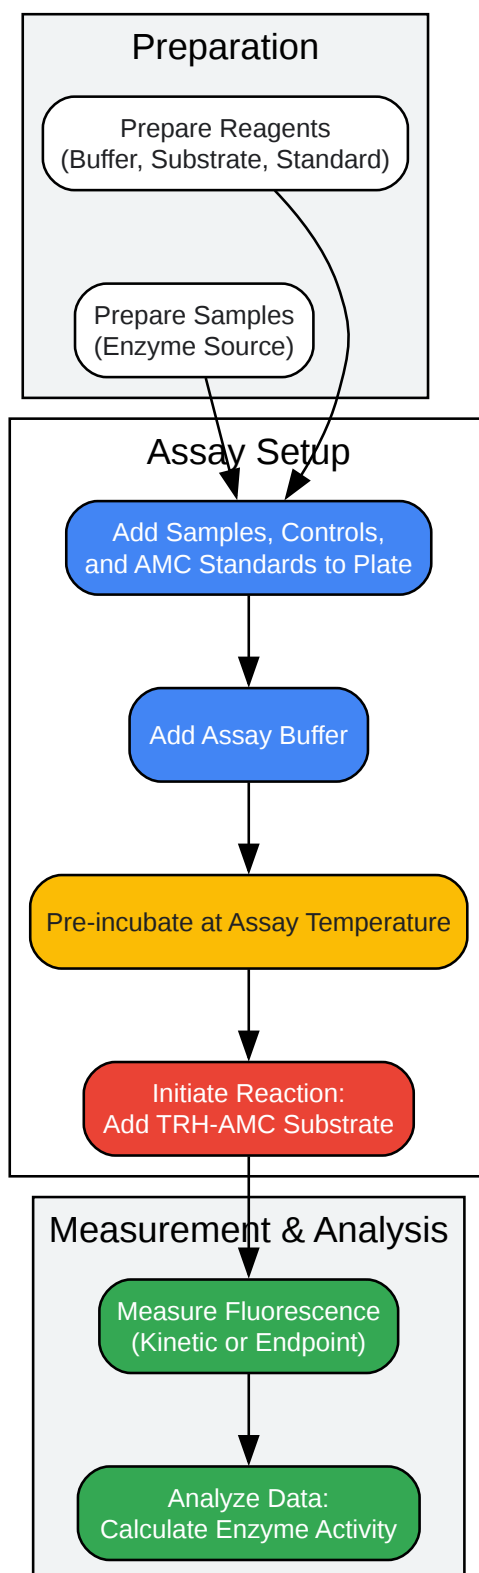 Preparation
Prepare Reagents
(Buffer, Substrate, Standard)
Prepare Samples
(Enzyme Source)
Assay Setup
Add Samples, Controls,
and AMC Standards to Plate
Add Assay Buffer
Pre-incubate at Assay Temperature
Initiate Reaction:
Add TRH-AMC Substrate
Measurement & Analysis
Measure Fluorescence
(Kinetic or Endpoint)
Analyze Data:
Calculate Enzyme Activity